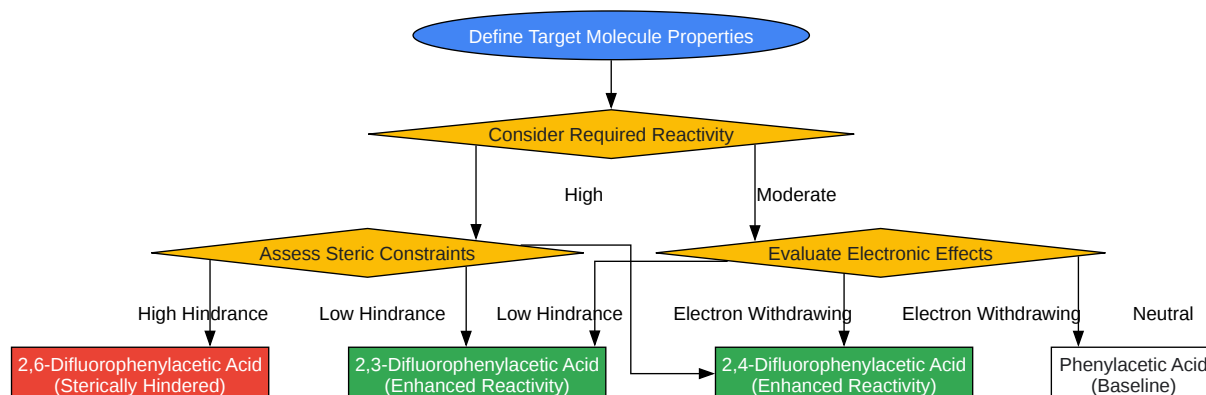 Define Target Molecule Properties
Consider Required Reactivity
High
Moderate
Assess Steric Constraints
Evaluate Electronic Effects
High Hindrance
Low Hindrance
Low Hindrance
Electron Withdrawing
Electron Withdrawing
Neutral
2,6-Difluorophenylacetic Acid
(Sterically Hindered)
2,3-Difluorophenylacetic Acid
(Enhanced Reactivity)
2,4-Difluorophenylacetic Acid
(Enhanced Reactivity)
Phenylacetic Acid
(Baseline)